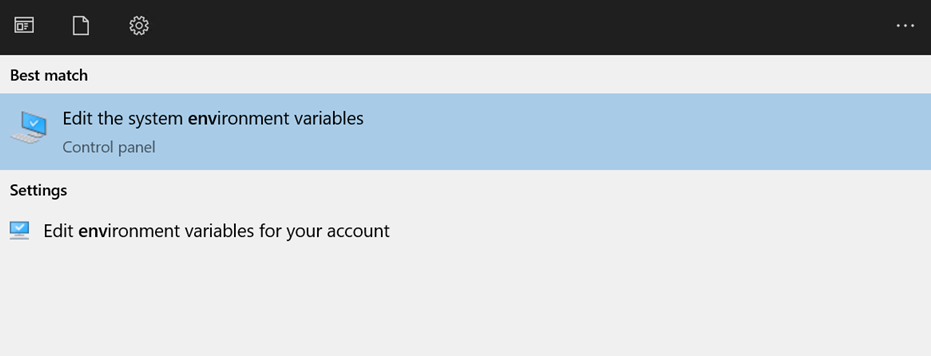 Best match
Edit the system environment variables
Control panel
Settings
Edit environment variables for your account